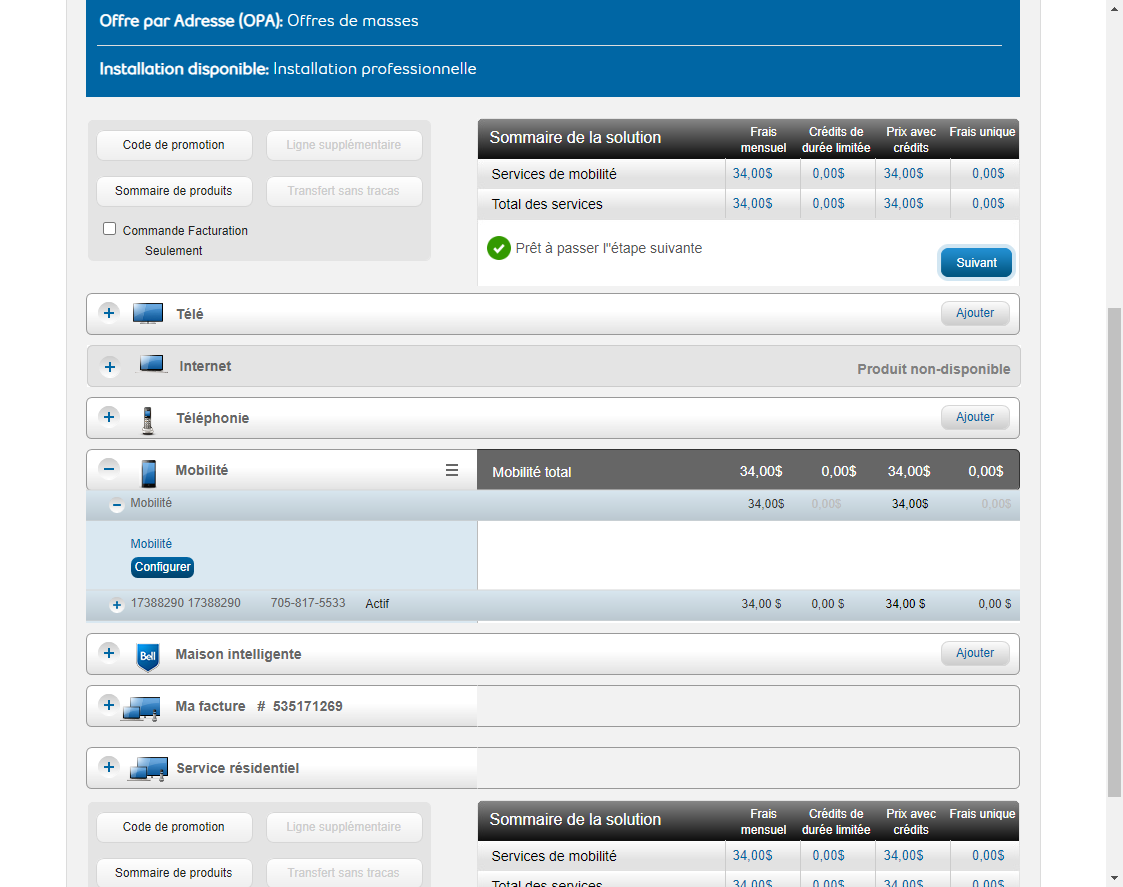 Offre par Adresse (OPA): Offres de masses
Installation disponible: Installation professionnelle
Code de promotion
Ligne supplémentaire
Sommaire de produits
Transfert sans tracas
Commande Facturation
Seulement
Sommaire de la solution
Frais mensuel
Crédits de durée limitée
Prix avec crédits
Frais unique
Services de mobilité 34,00$ 0,00$ 34,00$ 0,00$
Total des services 34,00$ 0,00$ 34,00$ 0,00$
Prêt à passer l"étape suivante
Suivant
Télé Ajouter
Internet Produit non-disponible
Téléphonie Ajouter
Mobilité Mobilité total 34,00$ 0,00$ 34,00$ 0,00$
Mobilité 34,00$ 0,00$ 34,00$ 0,00$
Mobilité
Configurer
17388290 17388290 705-817-5533 Actif 34,00 $ 0,00 $ 34,00 $ 0,00 $
Bell Maison intelligente Ajouter
Ma facture # 535171269
Service résidentiel
Code de promotion
Ligne supplémentaire
Sommaire de produits
Transfert sans tracas
Sommaire de la solution
Frais mensuel
Crédits de durée limitée
Prix avec crédits
Frais unique
Services de mobilité 34,00$ 0,00$ 34,00$ 0,00$
Total des services 34,00$ 0,00$ 34,00$ 0,00$